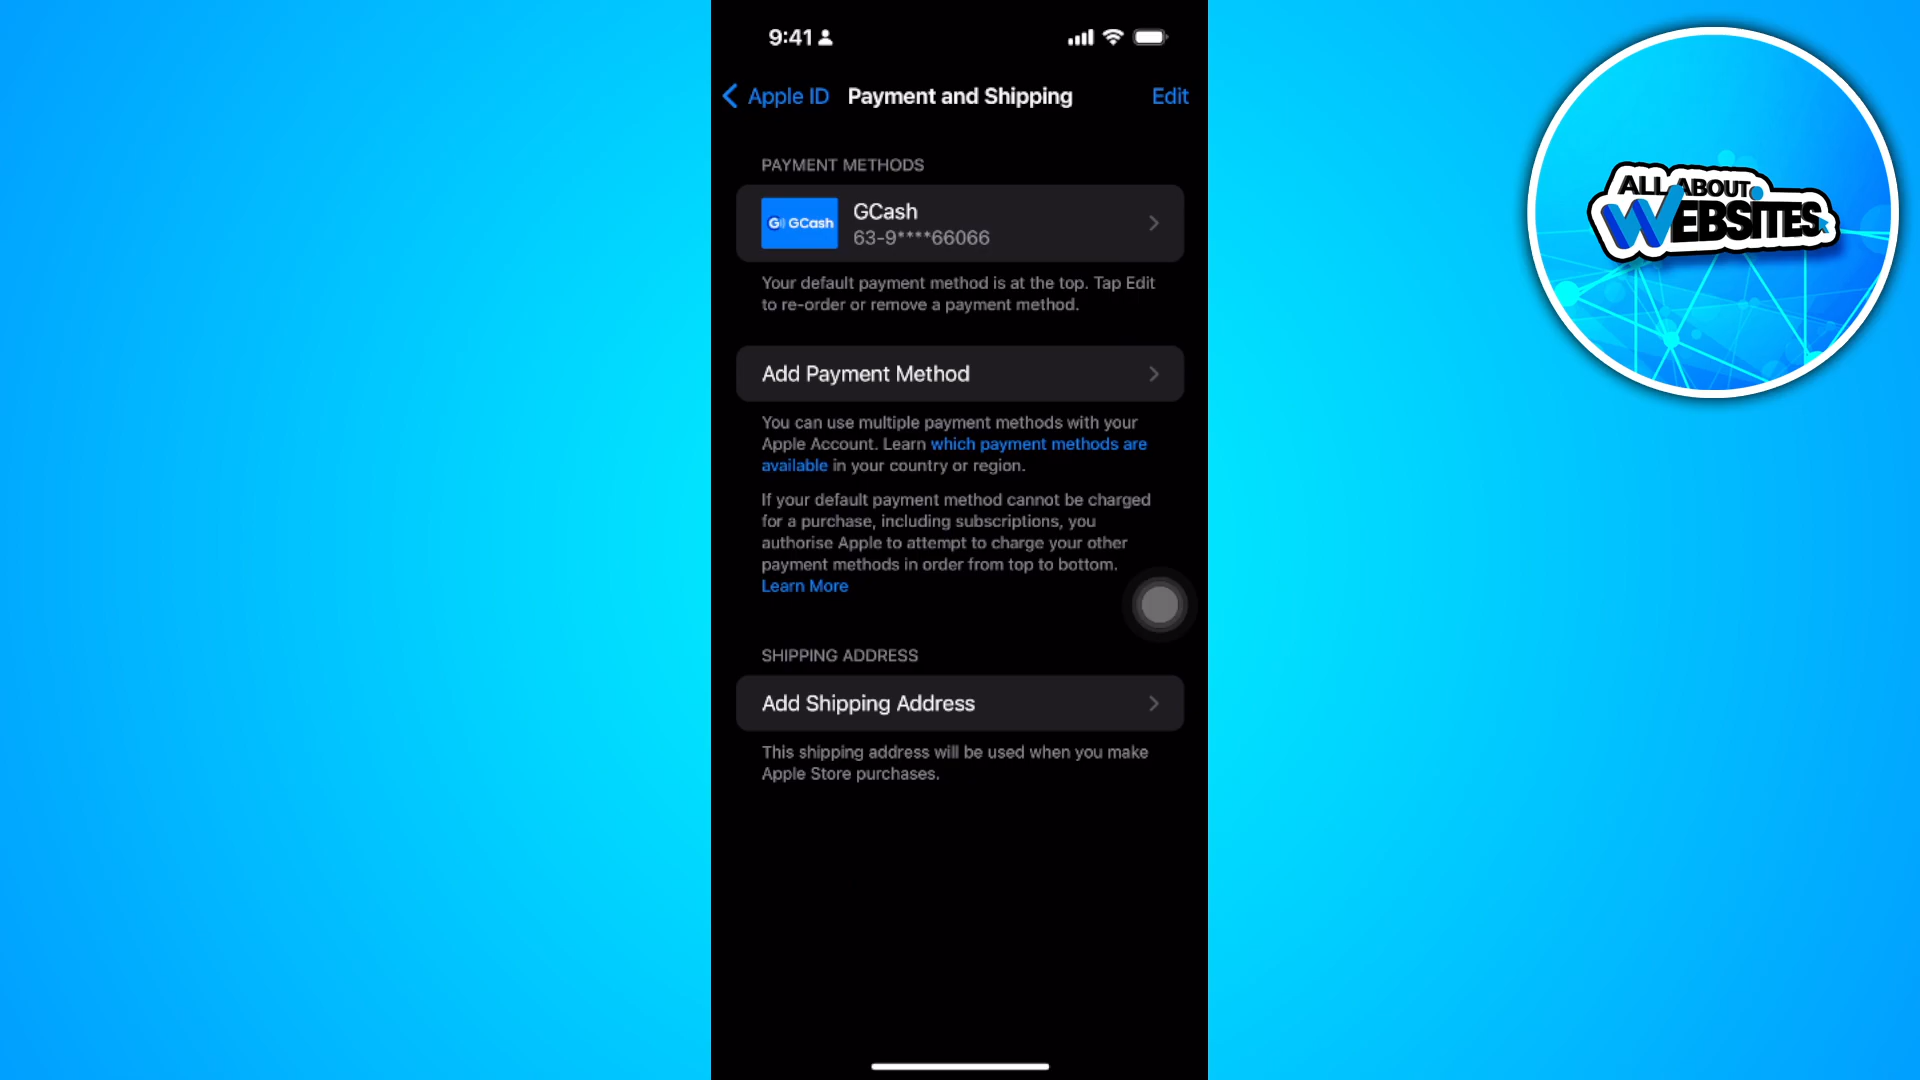 9:41
Apple ID
Payment and Shipping
Edit
PAYMENT METHODS
G) GCash
GCash
63-9****66066
Your default payment method is at the top. Tap Edit
to re-order or remove a payment method.
Add Payment Method
You can use multiple payment methods with your
Apple Account. Learn which payment methods are
available in your country or region.
If your default payment method cannot be charged
for a purchase, including subscriptions, you
authorise Apple to attempt to charge your other
payment methods in order from top to bottom.
Learn More
SHIPPING ADDRESS
Add Shipping Address
This shipping address will be used when you make
Apple Store purchases.
ALL ABOUT
WEBSITES